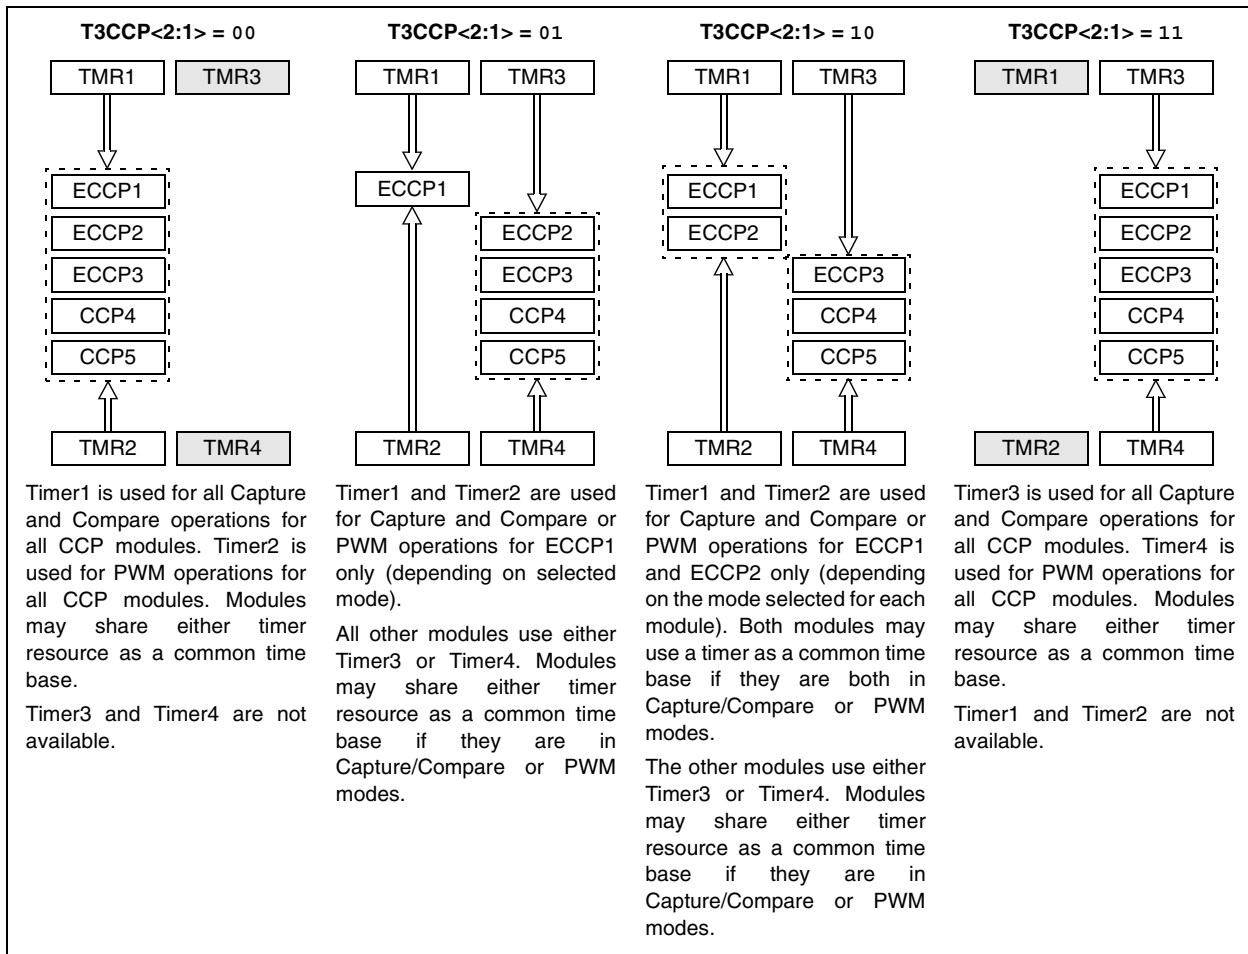 T3CCP<2:1> = 00
TMR1 TMR3
ECCP1
ECCP2
ECCP3
CCP4
CCP5
TMR2 TMR4
Timer1 is used for all Capture
and Compare operations for
all CCP modules. Timer2 is
used for PWM operations for
all CCP modules. Modules
may share either timer
resource as a common time
base.
Timer3 and Timer4 are not
available.
T3CCP<2:1> = 01
TMR1 TMR3
ECCP1
ECCP2
ECCP3
CCP4
CCP5
TMR2 TMR4
Timer1 and Timer2 are used
for Capture and Compare or
PWM operations for ECCP1
only (depending on selected
mode).
All other modules use either
Timer3 or Timer4. Modules
may share either timer
resource as a common time
base if they are in
Capture/Compare or PWM
modes.
T3CCP<2:1> = 10
TMR1 TMR3
ECCP1
ECCP2
ECCP3
CCP4
CCP5
TMR2 TMR4
Timer1 and Timer2 are used
for Capture and Compare or
PWM operations for ECCP1
and ECCP2 only (depending
on the mode selected for each
module). Both modules may
use a timer as a common time
base if they are both in
Capture/Compare or PWM
modes.
The other modules use either
Timer3 or Timer4. Modules
may share either timer
resource as a common time
base if they are in
Capture/Compare or PWM
modes.
T3CCP<2:1> = 11
TMR1 TMR3
ECCP1
ECCP2
ECCP3
CCP4
CCP5
TMR2 TMR4
Timer3 is used for all Capture
and Compare operations for
all CCP modules. Timer4 is
used for PWM operations for
all CCP modules. Modules
may share either timer
resource as a common time
base.
Timer1 and Timer2 are not
available.